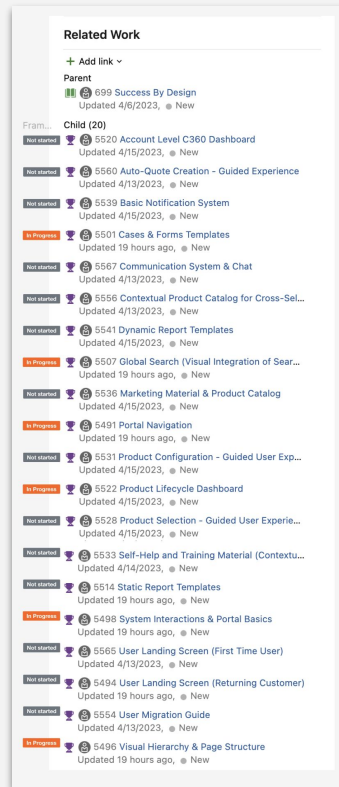 Related Work
+ Add link
Parent
699 Success By Design
Updated 4/6/2023, New
Fram...
Child (20)
Not started 5520 Account Level C360 Dashboard
Updated 4/15/2023, New
Not started 5560 Auto-Quote Creation - Guided Experience
Updated 4/13/2023, New
Not started 5539 Basic Notification System
Updated 4/15/2023, New
In Progress 5501 Cases & Forms Templates
Updated 19 hours ago, New
Not started 5567 Communication System & Chat
Updated 4/13/2023, New
Not started 5556 Contextual Product Catalog for Cross-Sel...
Updated 4/13/2023, New
Not started 5541 Dynamic Report Templates
Updated 4/15/2023, New
In Progress 5507 Global Search (Visual Integration of Sear...
Updated 19 hours ago, New
Not started 5536 Marketing Material & Product Catalog
Updated 4/15/2023, New
In Progress 5491 Portal Navigation
Updated 19 hours ago, New
Not started 5531 Product Configuration - Guided User Exp...
Updated 4/15/2023, New
In Progress 5522 Product Lifecycle Dashboard
Updated 4/15/2023, New
Not started 5528 Product Selection - Guided User Experie...
Updated 4/15/2023, New
Not started 5533 Self-Help and Training Material (Contextu...
Updated 4/14/2023, New
Not started 5514 Static Report Templates
Updated 19 hours ago, New
In Progress 5498 System Interactions & Portal Basics
Updated 19 hours ago, New
Not started 5565 User Landing Screen (First Time User)
Updated 4/13/2023, New
Not started 5494 User Landing Screen (Returning Customer)
Updated 19 hours ago, New
Not started 5554 User Migration Guide
Updated 4/13/2023, New
In Progress 5496 Visual Hierarchy & Page Structure
Updated 19 hours ago, New